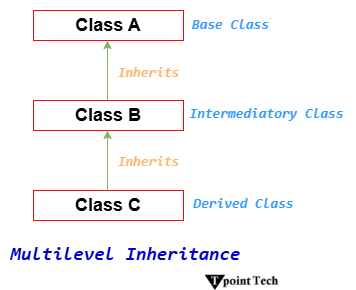 Class A Base Class
Inherits
Class B Intermediatory Class
Inherits
Class C Derived Class
Multilevel Inheritance
Tpoint Tech